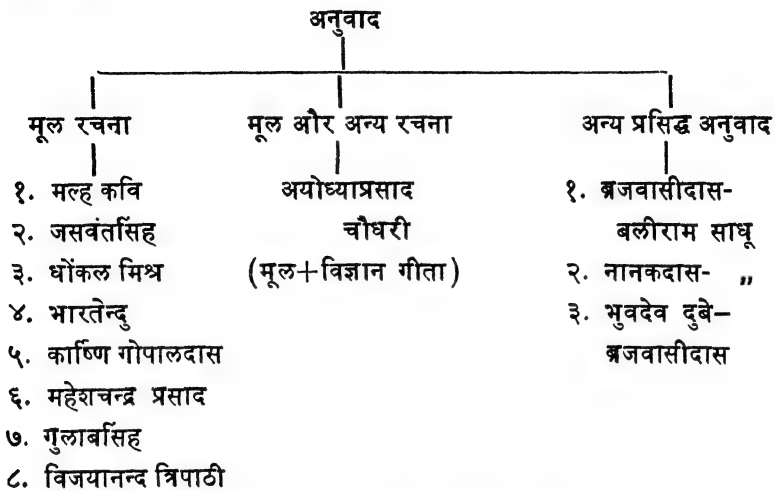 अनुवाद
मूल रचना
१. मल्ह कवि
२. जसवंतसिंह
३. धोंकल मिश्र
४. भारतेन्दु
५. कार्ष्णि गोपालदास
६. महेशचन्द्र प्रसाद
७. गुलाबसिंह
८. विजयानन्द त्रिपाठी
मूल और अन्य रचना
अयोध्याप्रसाद
चौधरी
(मूल+विज्ञान गीता)
अन्य प्रसिद्ध अनुवाद
१. ब्रजवासीदास-
बलीराम साधू
२. नानकदास- „
३. भुवदेव दुबे–
ब्रजवासीदास